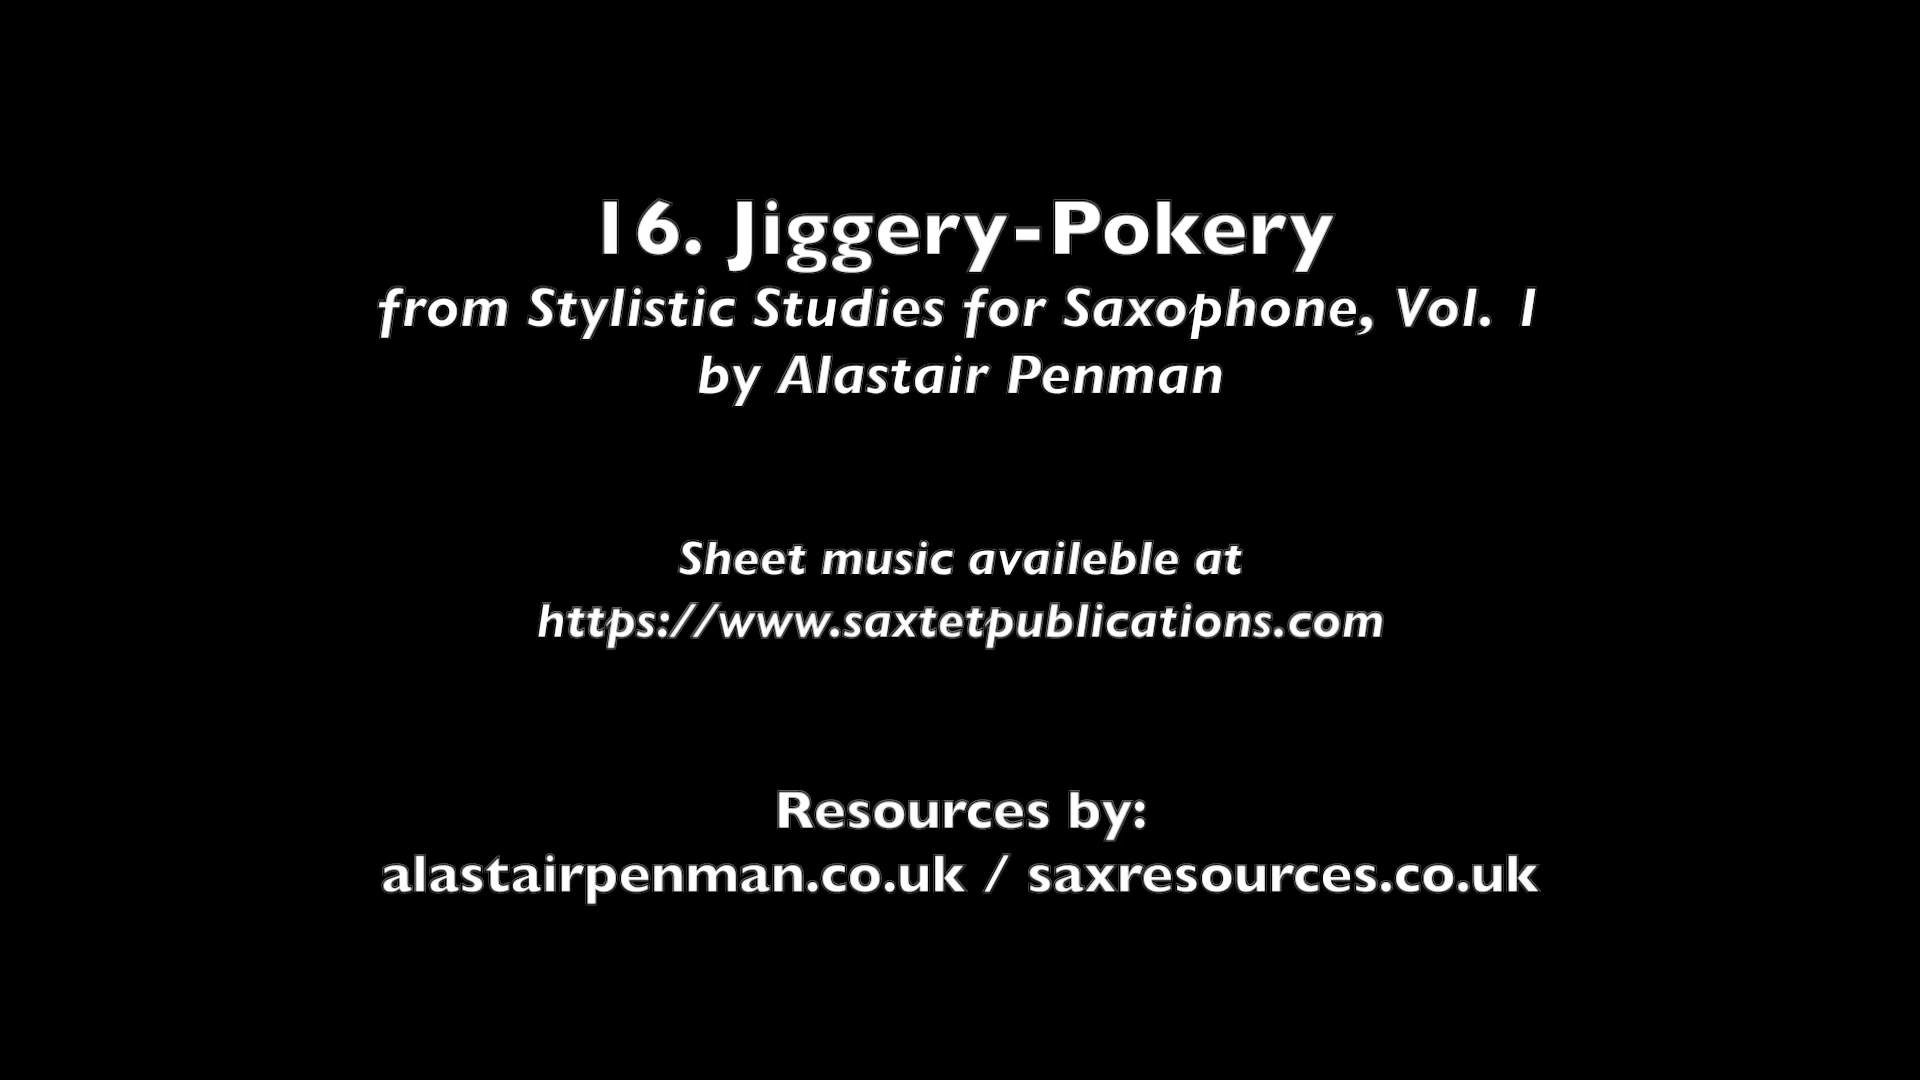 16. Jiggery-Pokery
from Stylistic Studies for Saxophone, Vol. 1
by Alastair Penman
Sheet music availeble at
https://www.saxtetpublications.com
Resources by:
alastairpenman.co.uk / saxresources.co.uk